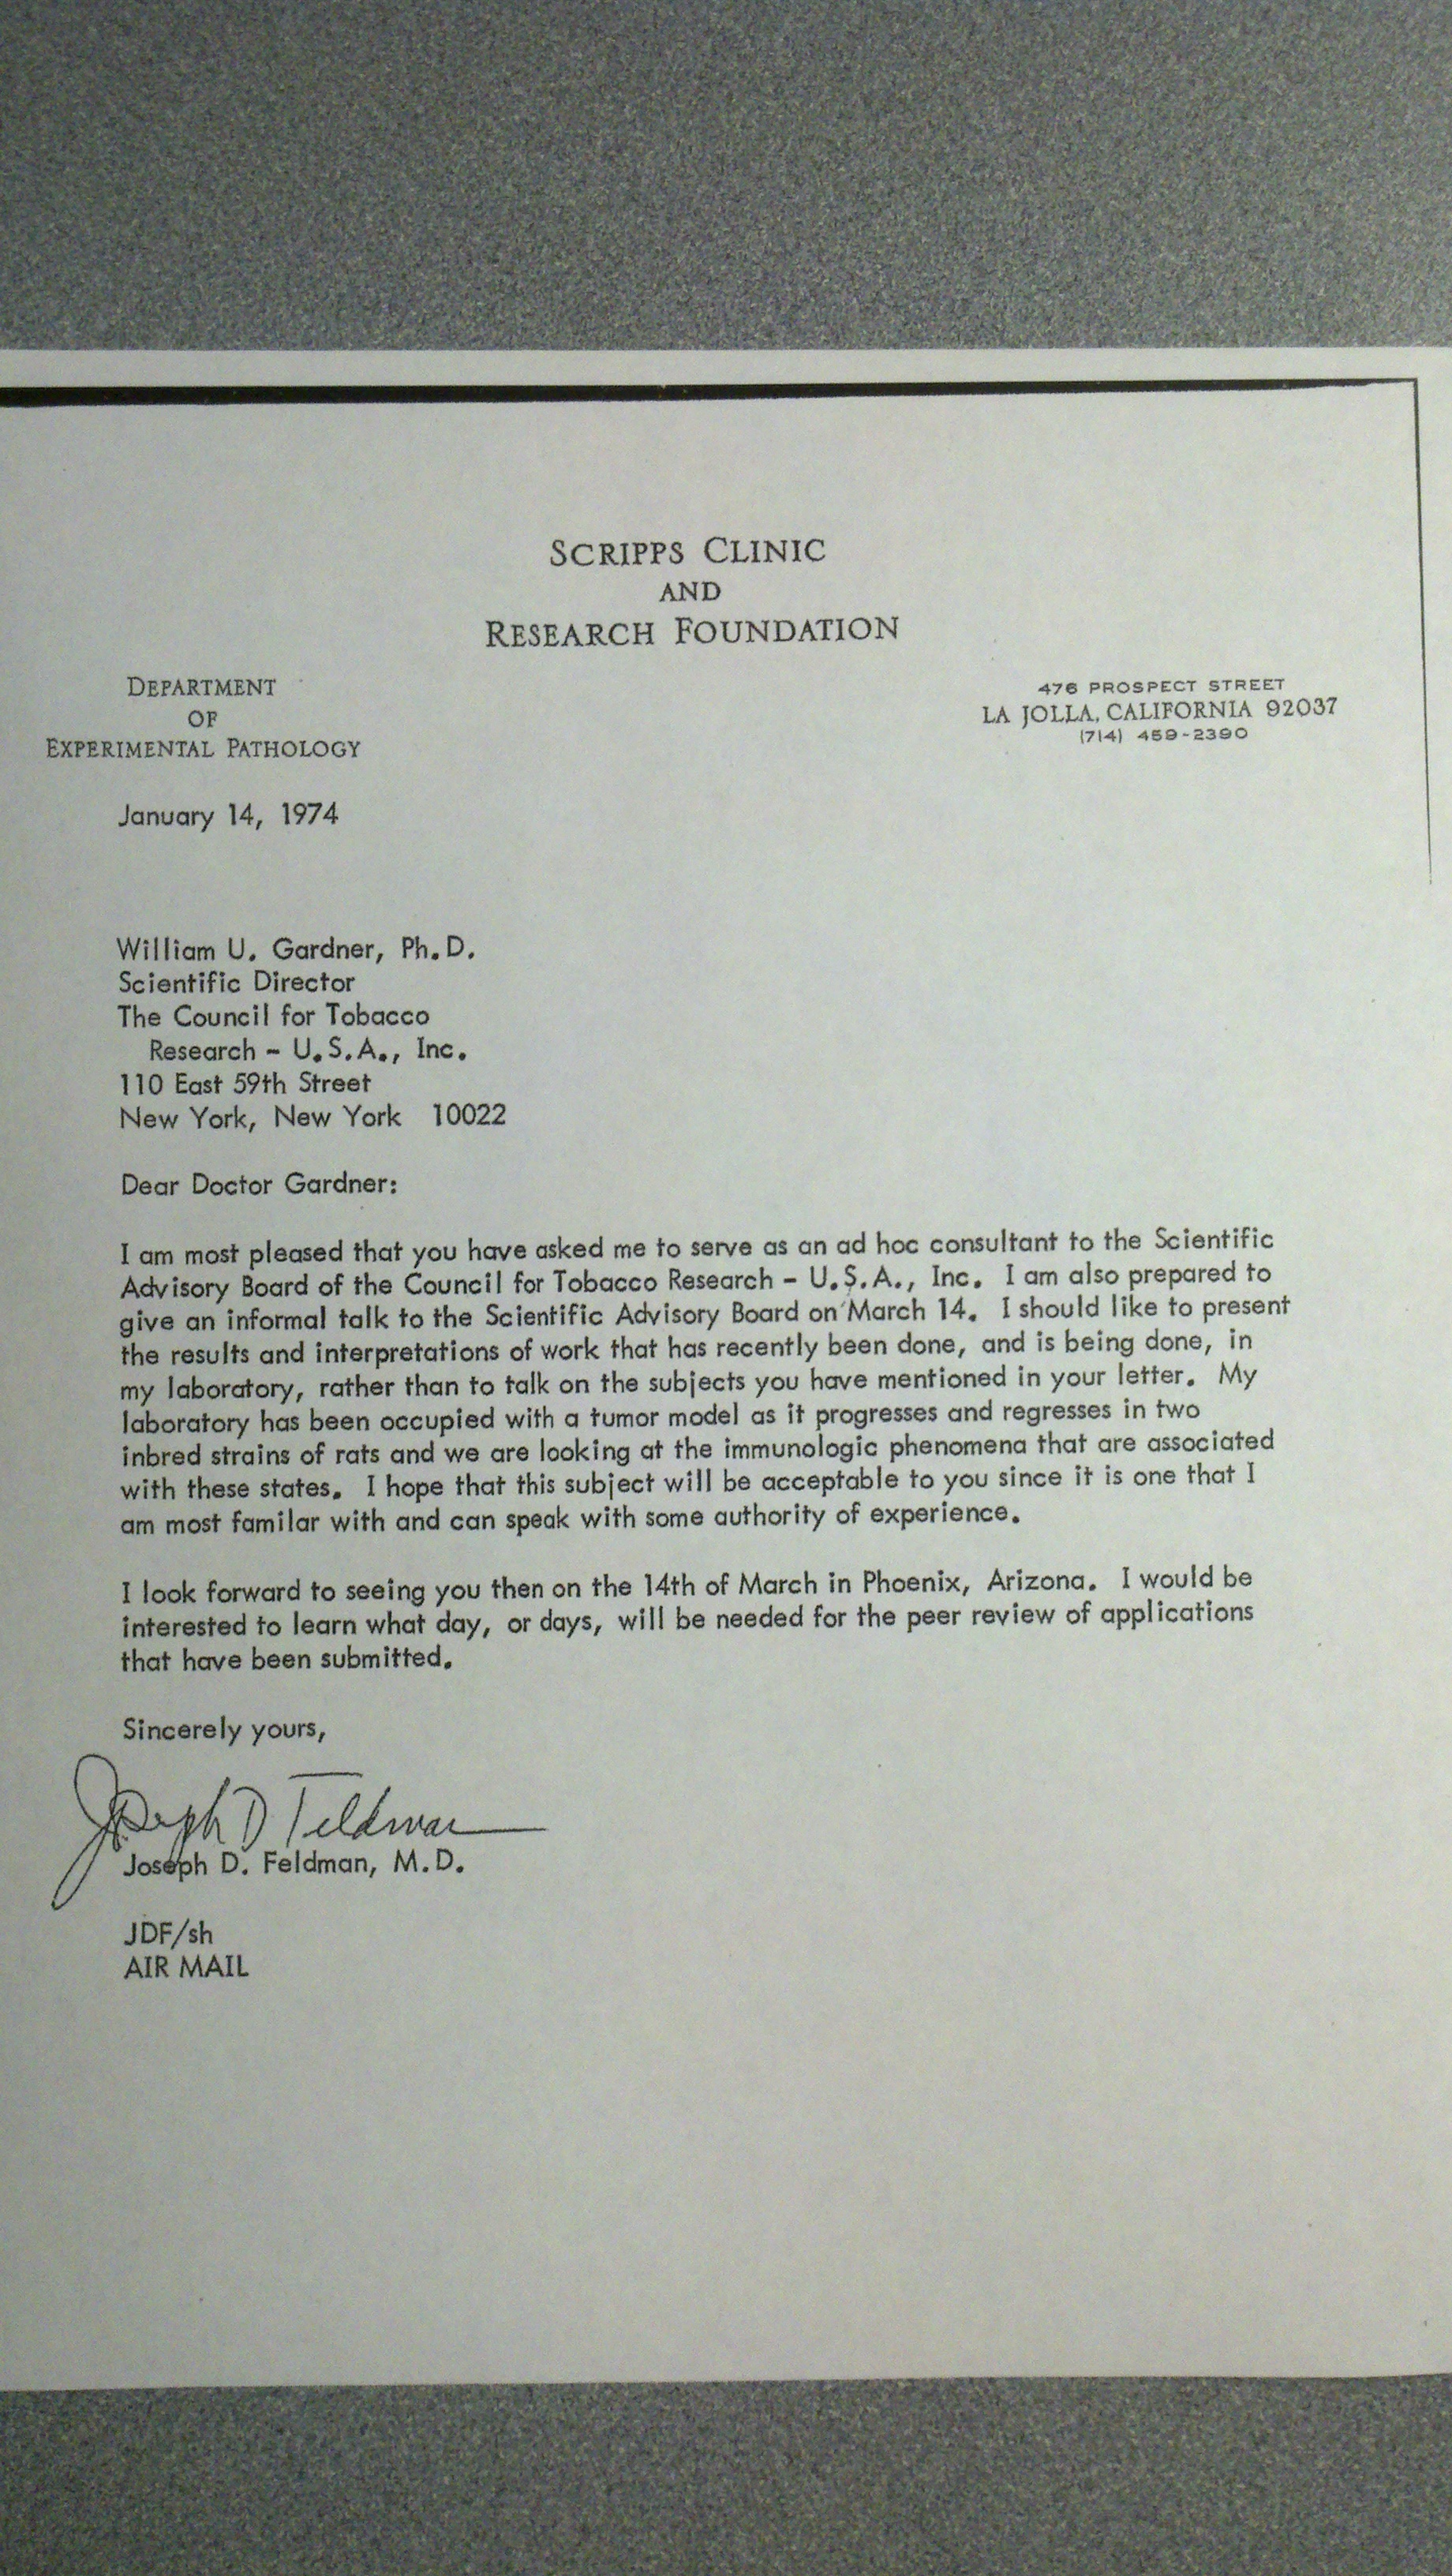 SCRIPPS CLINIC
AND
RESEARCH FOUNDATION
DEPARTMENT
OF
EXPERIMENTAL PATHOLOGY
476 PROSPECT STREET
LA JOLLA, CALIFORNIA 92037
(714) 459-2390
January 14, 1974
William U. Gardner, Ph.D.
Scientific Director
The Council for Tobacco
Research - U.S.A., Inc.
110 East 59th Street
New York, New York 10022
Dear Doctor Gardner:
I am most pleased that you have asked me to serve as an ad hoc consultant to the Scientific
Advisory Board of the Council for Tobacco Research - U.S.A., Inc. I am also prepared to
give an informal talk to the Scientific Advisory Board on March 14. I should like to present
the results and interpretations of work that has recently been done, and is being done, in
my laboratory, rather than to talk on the subjects you have mentioned in your letter. My
laboratory has been occupied with a tumor model as it progresses and regresses in two
inbred strains of rats and we are looking at the immunologic phenomena that are associated
with these states. I hope that this subject will be acceptable to you since it is one that I
am most familar with and can speak with some authority of experience.
I look forward to seeing you then on the 14th of March in Phoenix, Arizona. I would be
interested to learn what day, or days, will be needed for the peer review of applications
that have been submitted.
Sincerely yours,
Joseph D Feldman
Joseph D. Feldman, M.D.
JDF/sh
AIR MAIL